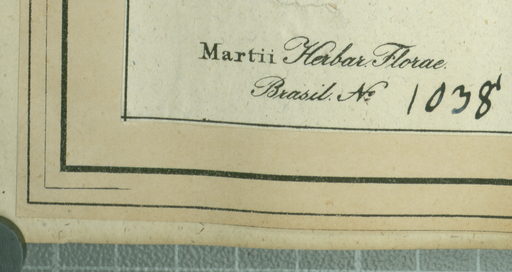 Martii Herbar. Florae.
Brasil. No. 1038